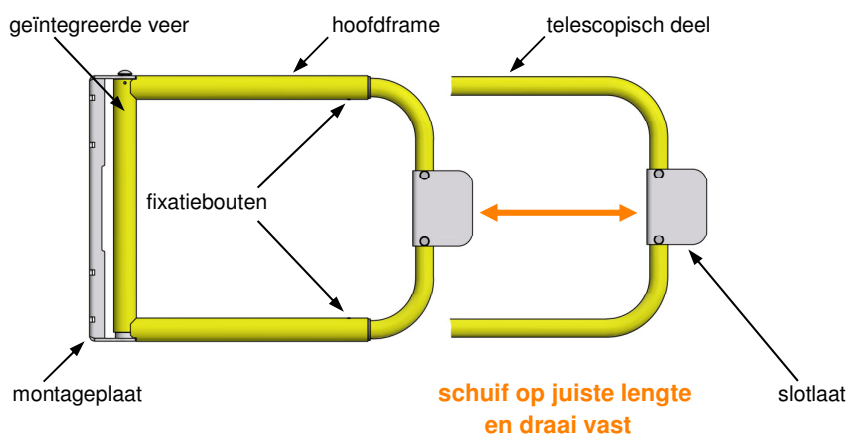 geïntegreerde veer
hoofdframe
telescopisch deel
fixatiebouten
montageplaat
schuif op juiste lengte
en draai vast
slotlaat